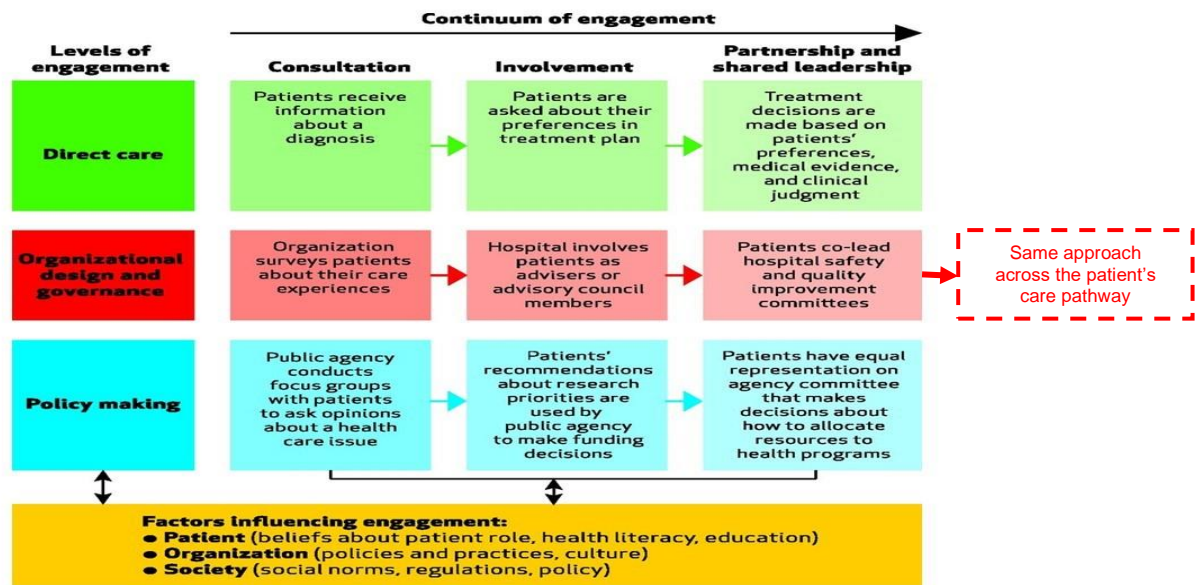 Continuum of engagement
Levels of
engagement
Consultation
Involvement
Partnership and
shared leadership
Direct care
Patients receive
information
about a
diagnosis
Patients are
asked about their
preferences in
treatment plan
Treatment
decisions are
made based on
patients'
preferences,
medical evidence,
and clinical
judgment
Organizational
design and
governance
Organization
surveys patients
about their care
experiences
Hospital involves
patients as
advisers or
advisory council
members
Patients co-lead
hospital safety
and quality
improvement
committees
Same approach
across the patient's
care pathway
Policy making
Public agency
conducts
focus groups
with patients
to ask opinions
about a health
care issue
Patients'
recommendations
about research
priorities are
used by
public agency
to make funding
decisions
Patients have equal
representation on
agency committee
that makes
decisions about
how to allocate
resources to
health programs
Factors influencing engagement:
● Patient (beliefs about patient role, health literacy, education)
● Organization (policies and practices, culture)
● Society (social norms, regulations, policy)